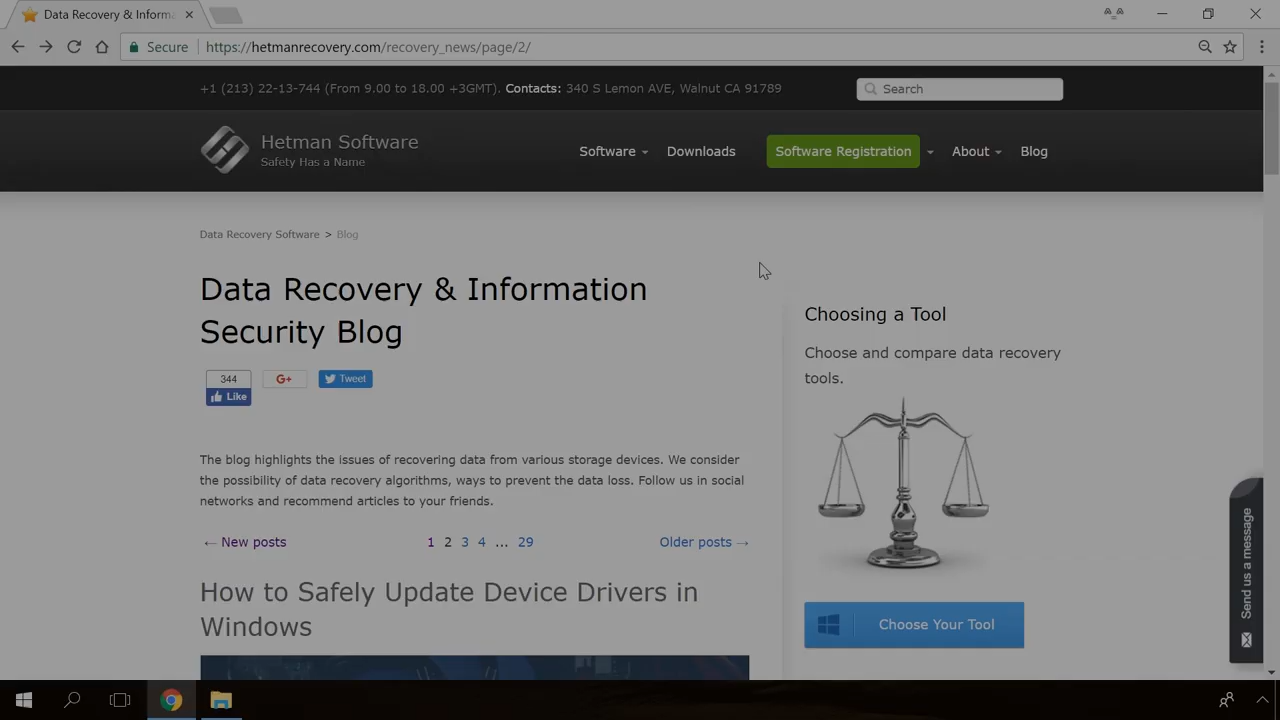 Data Recovery & Informa
Secure
https://hetmanrecovery.com/recovery_news/page/2/
+1 (213) 22-13-744 (From 9.00 to 18.00 +3GMT). Contacts: 340 S Lemon AVE, Walnut CA 91789
Search
Hetman Software
Safety Has a Name
Software
Downloads
Software Registration
About
Blog
Data Recovery Software > Blog
Data Recovery & Information
Security Blog
344
Like
G+
Tweet
The blog highlights the issues of recovering data from various storage devices. We consider
the possibility of data recovery algorithms, ways to prevent the data loss. Follow us in social
networks and recommend articles to your friends.
← New posts
1 2 3 4 ... 29
Older posts →
How to Safely Update Device Drivers in
Windows
Choosing a Tool
Choose and compare data recovery
tools.
Choose Your Tool
Send us a message